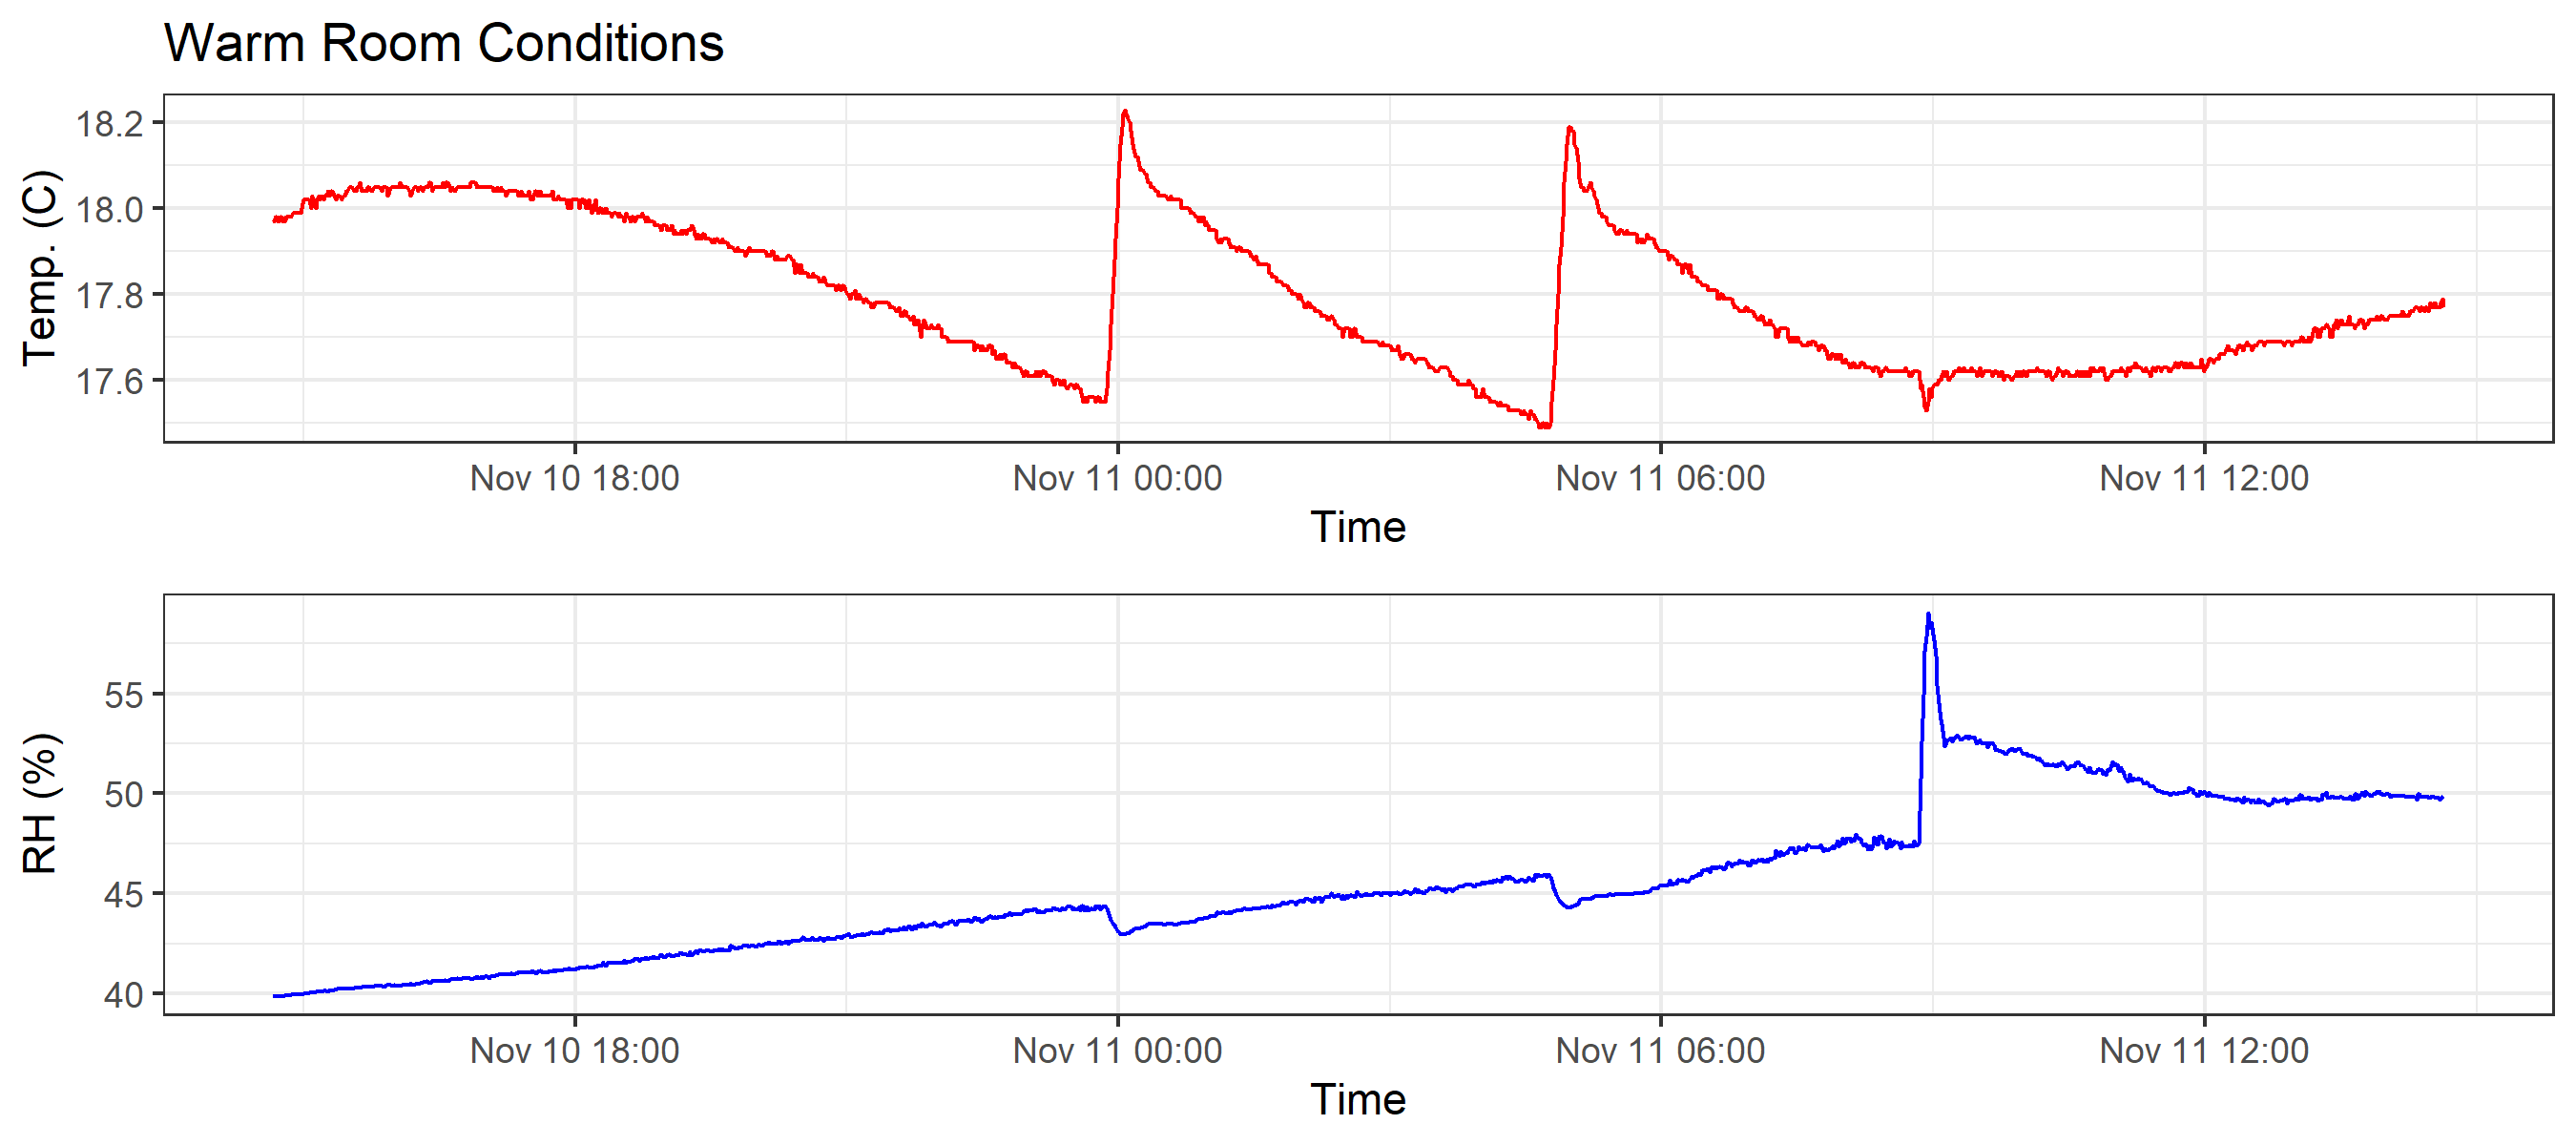 Warm Room Conditions
Temp. (C)
18.2
18.0
17.8
17.6
Nov 10 18:00 Nov 11 00:00 Nov 11 06:00 Nov 11 12:00
Time
RH (%)
55
50
45
40
Nov 10 18:00 Nov 11 00:00 Nov 11 06:00 Nov 11 12:00
Time